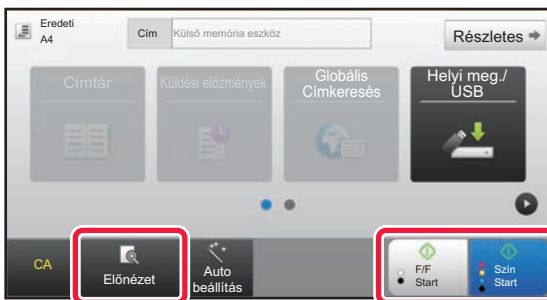 Eredeti
A4
Cím
Külső memória eszköz
Részletes
Címtár
Küldési előzmények
Globális
Címkeresés
Helyi meg./
USB
CA
Előnézet
Auto
beállítás
F/F
Start
Szín
Start